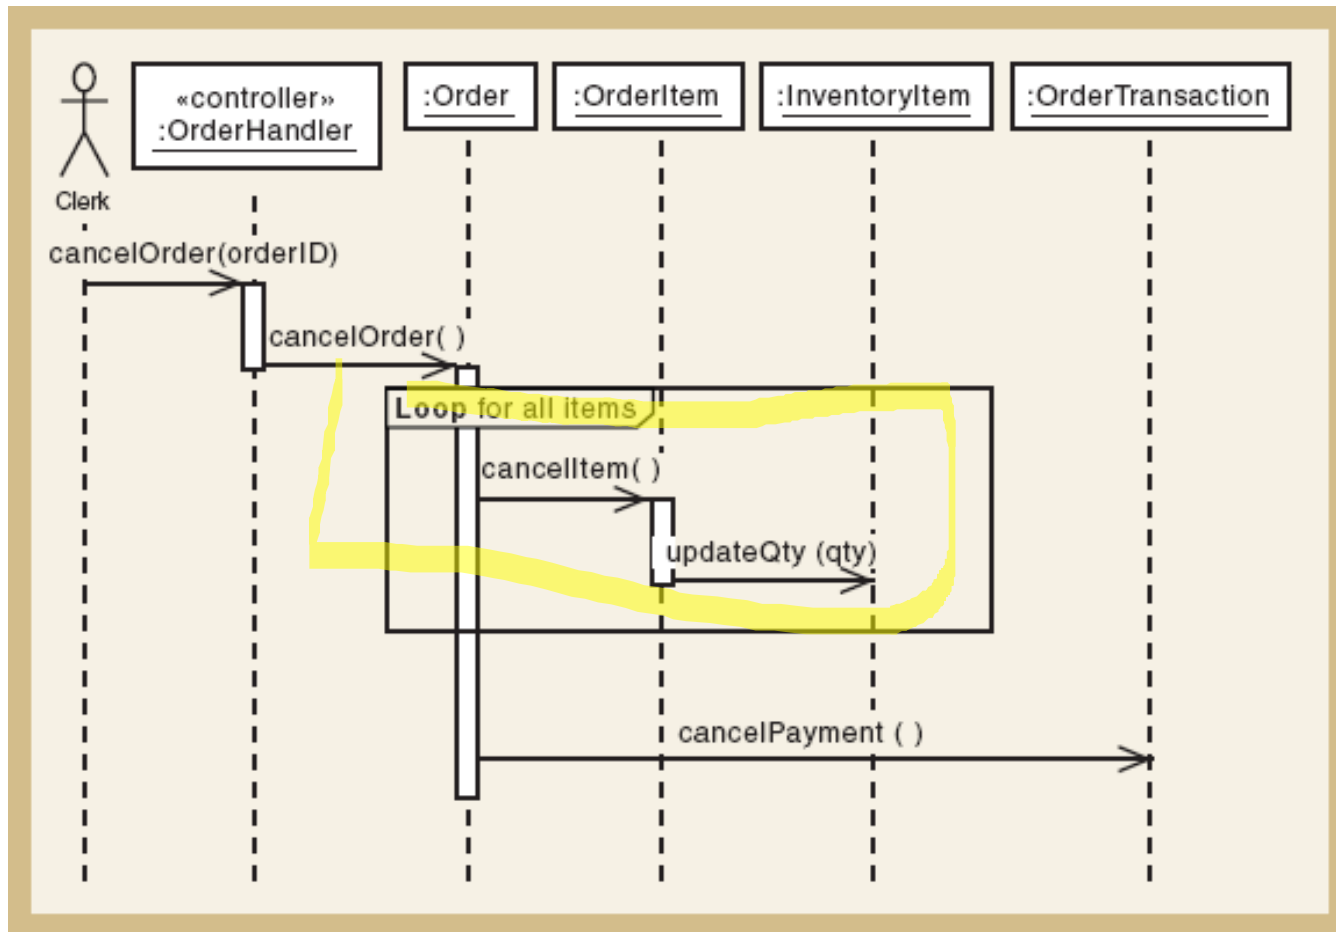 «controller»
:OrderHandler
:Order
:OrderItem
:InventoryItem
:OrderTransaction
Clerk
cancelOrder(orderID)
cancelOrder( )
Loop for all items
cancelItem( )
updateQty (qty)
cancelPayment ( )